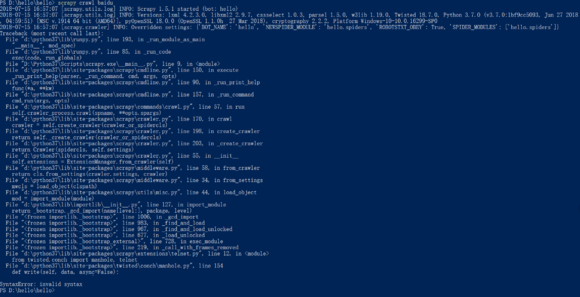 PS D:\hello\hello> scrapy crawl baidu
2018-07-15 16:57:07 [scrapy.utils.log] INFO: Scrapy 1.5.1 started (bot: hello)
2018-07-15 16:57:07 [scrapy.utils.log] INFO: Versions: lxml 4.2.3.0, libxml2 2.9.7, cssselect 1.0.3, parsel 1.5.0, w3lib 1.19.0, Twisted 18.7.0, Python 3.7.0 (v3.7.0:1bf9cc5093, Jun 27 2018
04:59:51) [MSC v.1914 64 bit (AMD64)], pyOpenSSL 18.0.0 (OpenSSL 1.1.0h  27 Mar 2018), cryptography 2.2.2, Platform Windows-10-10.0.16299-SP0
2018-07-15 16:57:07 [scrapy.crawler] INFO: Overridden settings: {'BOT_NAME': 'hello', 'NEWSPIDER_MODULE': 'hello.spiders', 'ROBOTSTXT_OBEY': True, 'SPIDER_MODULES': ['hello.spiders']}
Traceback (most recent call last):
File "d:\python37\lib\runpy.py", line 193, in _run_module_as_main
"__main__", mod_spec)
File "d:\python37\lib\runpy.py", line 85, in _run_code
exec(code, run_globals)
File "D:\Python37\Scripts\scrapy.exe\__main__.py", line 9, in <module>
File "d:\python37\lib\site-packages\scrapy\cmdline.py", line 150, in execute
_run_print_help(parser, _run_command, cmd, args, opts)
File "d:\python37\lib\site-packages\scrapy\cmdline.py", line 90, in _run_print_help
func(*a, **kw)
File "d:\python37\lib\site-packages\scrapy\cmdline.py", line 157, in _run_command
cmd.run(args, opts)
File "d:\python37\lib\site-packages\scrapy\commands\crawl.py", line 57, in run
self.crawler_process.crawl(spname, **opts.spargs)
File "d:\python37\lib\site-packages\scrapy\crawler.py", line 170, in crawl
crawler = self.create_crawler(crawler_or_spidercls)
File "d:\python37\lib\site-packages\scrapy\crawler.py", line 198, in create_crawler
return self._create_crawler(crawler_or_spidercls)
File "d:\python37\lib\site-packages\scrapy\crawler.py", line 203, in _create_crawler
return Crawler(spidercls, self.settings)
File "d:\python37\lib\site-packages\scrapy\crawler.py", line 55, in __init__
self.extensions = ExtensionManager.from_crawler(self)
File "d:\python37\lib\site-packages\scrapy\middleware.py", line 58, in from_crawler
return cls.from_settings(crawler.settings, crawler)
File "d:\python37\lib\site-packages\scrapy\middleware.py", line 34, in from_settings
mwcls = load_object(clspath)
File "d:\python37\lib\site-packages\scrapy\utils\misc.py", line 44, in load_object
mod = import_module(module)
File "d:\python37\lib\importlib\__init__.py", line 127, in import_module
return _bootstrap._gcd_import(name[level:], package, level)
File "<frozen importlib._bootstrap>", line 1006, in _gcd_import
File "<frozen importlib._bootstrap>", line 983, in _find_and_load
File "<frozen importlib._bootstrap>", line 967, in _find_and_load_unlocked
File "<frozen importlib._bootstrap>", line 677, in _load_unlocked
File "<frozen importlib._bootstrap_external>", line 728, in exec_module
File "<frozen importlib._bootstrap>", line 219, in _call_with_frames_removed
File "d:\python37\lib\site-packages\scrapy\extensions\telnet.py", line 12, in <module>
from twisted.conch import manhole, telnet
File "d:\python37\lib\site-packages\twisted\conch\manhole.py", line 154
def write(self, data, async=False):
SyntaxError: invalid syntax
PS D:\hello\hello>